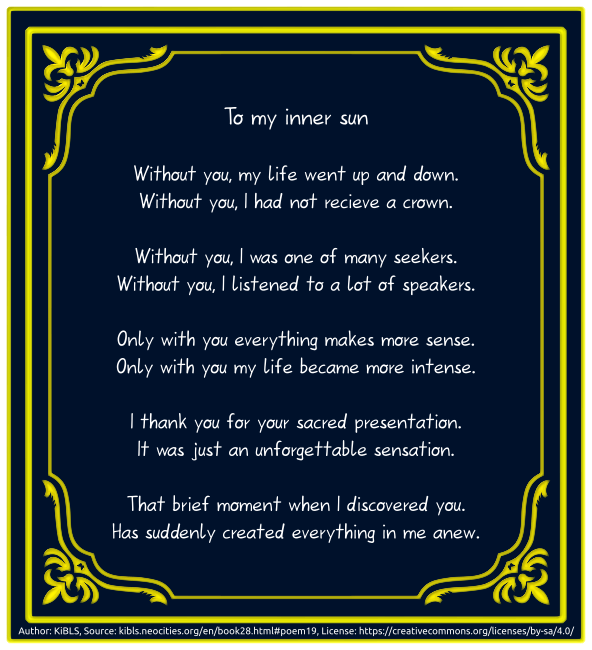 To my inner sun
Without you, my life went up and down.
Without you, I had not recieve a crown.
Without you, I was one of many seekers.
Without you, I listened to a lot of speakers.
Only with you everything makes more sense.
Only with you my life became more intense.
I thank you for your sacred presentation.
It was just an unforgettable sensation.
That brief moment when I discovered you.
Has suddenly created everything in me anew.
Author: KiBLS, Source: kibls.neocities.org/en/book28.html#poem19, License: https://creativecommons.org/licenses/by-sa/4.0/